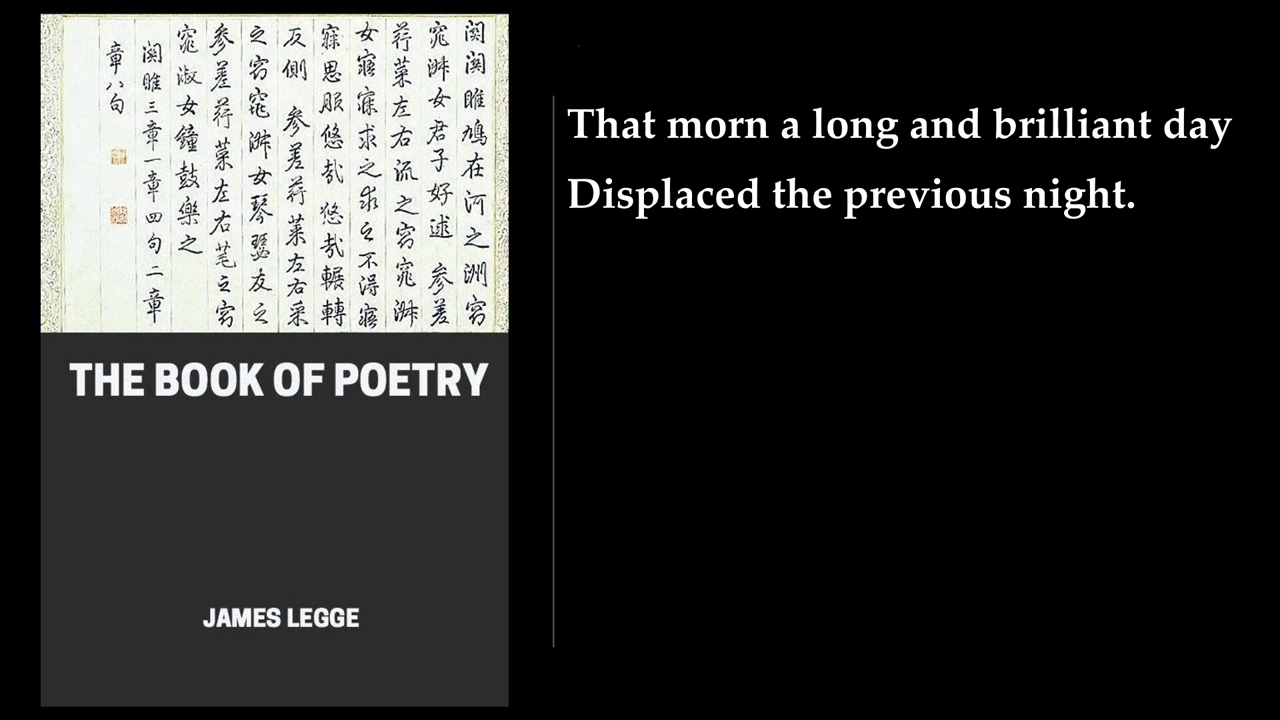 關關雎鳩在河之洲窈
窕淑女君子好逑 參差
荇菜左右流之窈窕淑
女寤寐求之求之不得寤
寐思服悠哉悠哉輾轉
反側 參差荇菜左右采
之窈窕淑女琴瑟友之
參差荇菜左右芼之窈
窕淑女鐘鼓樂之
關雎三章一章四句二章
章八句
THE BOOK OF POETRY
JAMES LEGGE
That morn a long and brilliant day
Displaced the previous night.